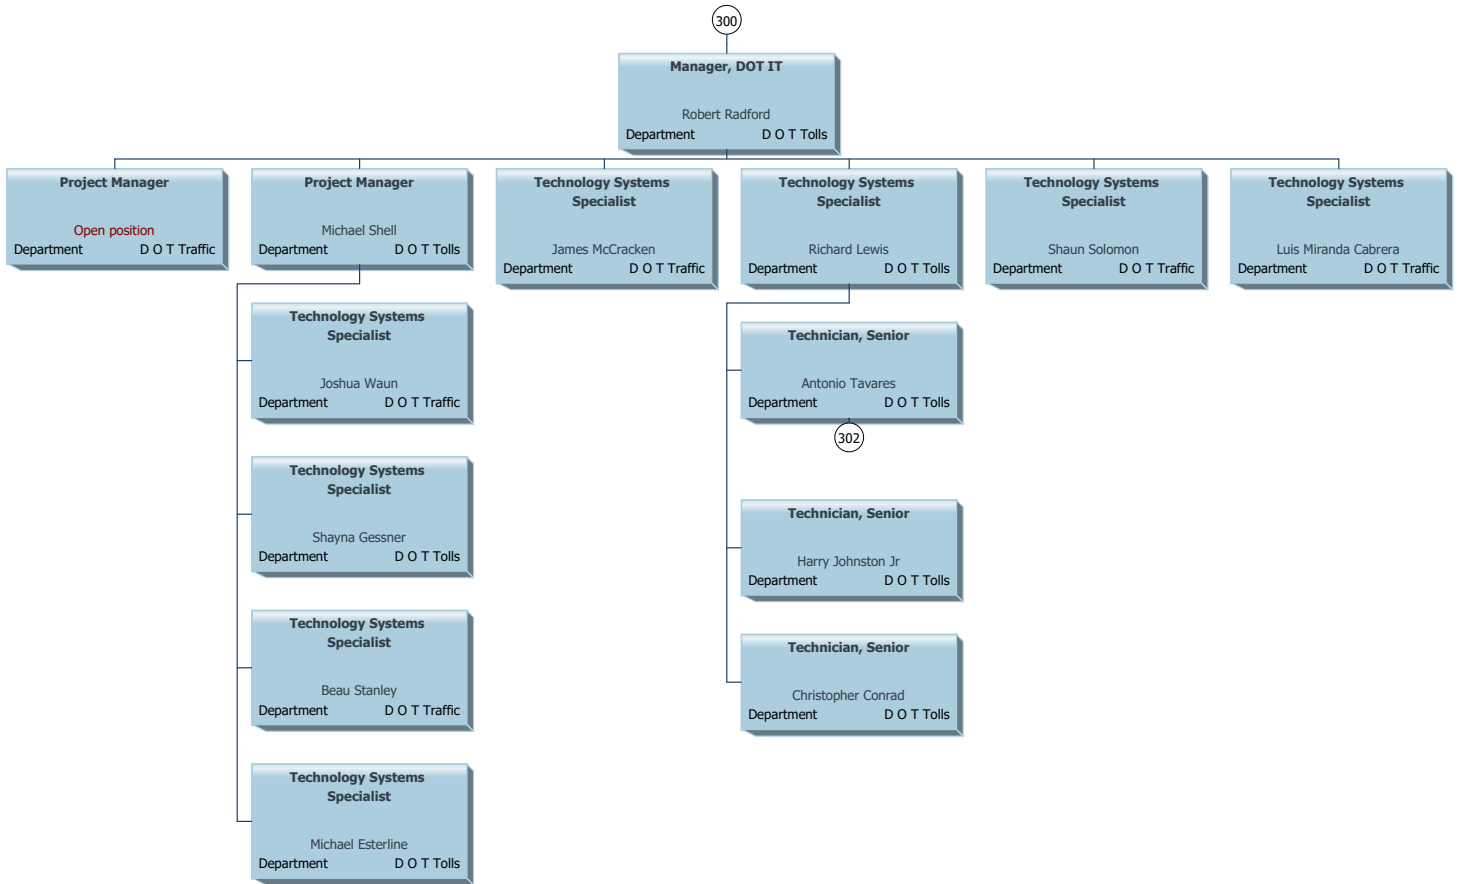 300
Manager, DOT IT
Robert Radford
Department D O T Tolls
Project Manager
Open position
Department D O T Traffic
Project Manager
Michael Shell
Department D O T Tolls
Technology Systems
Specialist
James McCracken
Department D O T Traffic
Technology Systems
Specialist
Richard Lewis
Department D O T Tolls
Technology Systems
Specialist
Shaun Solomon
Department D O T Traffic
Technology Systems
Specialist
Luis Miranda Cabrera
Department D O T Traffic
Technology Systems
Specialist
Joshua Waun
Department D O T Traffic
Technology Systems
Specialist
Shayna Gessner
Department D O T Tolls
Technology Systems
Specialist
Beau Stanley
Department D O T Traffic
Technology Systems
Specialist
Michael Esterline
Department D O T Tolls
Technician, Senior
Antonio Tavares
Department D O T Tolls
302
Technician, Senior
Harry Johnston Jr
Department D O T Tolls
Technician, Senior
Christopher Conrad
Department D O T Tolls